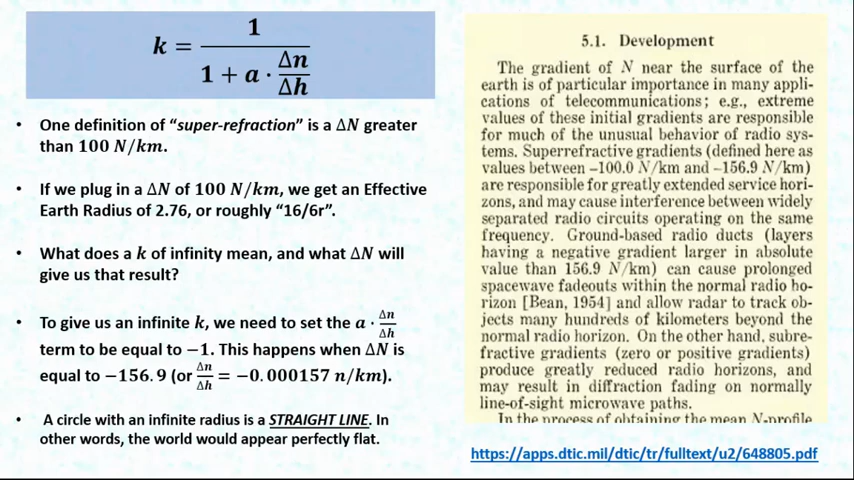 k = 1 / (1 + a · Δn/Δh)
• One definition of "super-refraction" is a ΔN greater
than 100 N/km.
• If we plug in a ΔN of 100 N/km, we get an Effective
Earth Radius of 2.76, or roughly "16/6r".
• What does a k of infinity mean, and what ΔN will
give us that result?
• To give us an infinite k, we need to set the a · Δn/Δh
term to be equal to −1. This happens when ΔN is
equal to −156.9 (or Δn/Δh = −0.000157 n/km).
• A circle with an infinite radius is a STRAIGHT LINE. In
other words, the world would appear perfectly flat.
5.1. Development
The gradient of N near the surface of the
earth is of particular importance in many appli-
cations of telecommunications; e.g., extreme
values of these initial gradients are responsible
for much of the unusual behavior of radio sys-
tems. Superrefractive gradients (defined here as
values between −100.0 N/km and −156.9 N/km)
are responsible for greatly extended service hori-
zons, and may cause interference between widely
separated radio circuits operating on the same
frequency. Ground-based radio ducts (layers
having a negative gradient larger in absolute
value than 156.9 N/km) can cause prolonged
spacewave fadeouts within the normal radio ho-
rizon [Bean, 1954] and allow radar to track ob-
jects many hundreds of kilometers beyond the
normal radio horizon. On the other hand, subre-
fractive gradients (zero or positive gradients)
produce greatly reduced radio horizons, and
may result in diffraction fading on normally
line-of-sight microwave paths.
In the process of obtaining the mean N-profile
https://apps.dtic.mil/dtic/tr/fulltext/u2/648805.pdf